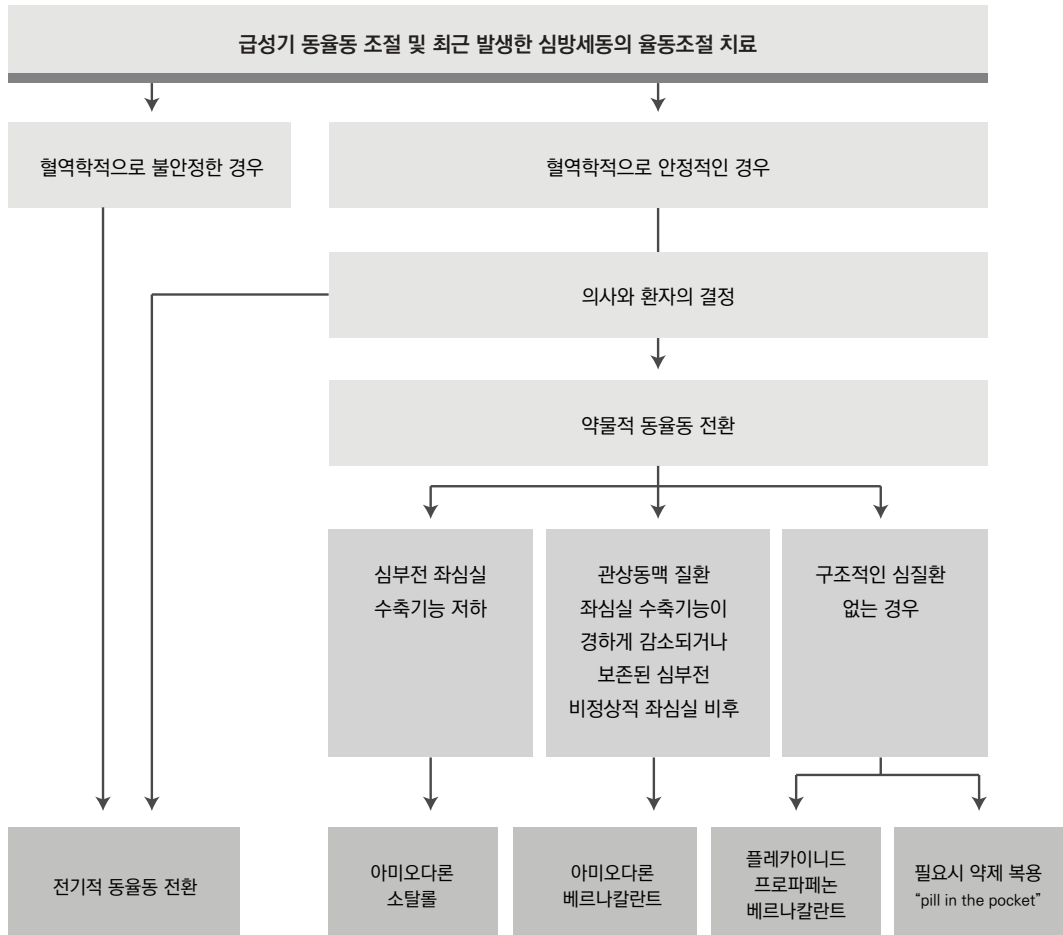 급성기 동율동 조절 및 최근 발생한 심방세동의 율동조절 치료
혈역학적으로 불안정한 경우
혈역학적으로 안정적인 경우
의사와 환자의 결정
약물적 동율동 전환
심부전 좌심실
수축기능 저하
관상동맥 질환
좌심실 수축기능이
경하게 감소되거나
보존된 심부전
비정상적 좌심실 비후
구조적인 심질환
없는 경우
전기적 동율동 전환
아미오다론
소탈롤
아미오다론
베르나칼란트
플레카이니드
프로파페논
베르나칼란트
필요시 약제 복용
“pill in the pocket”